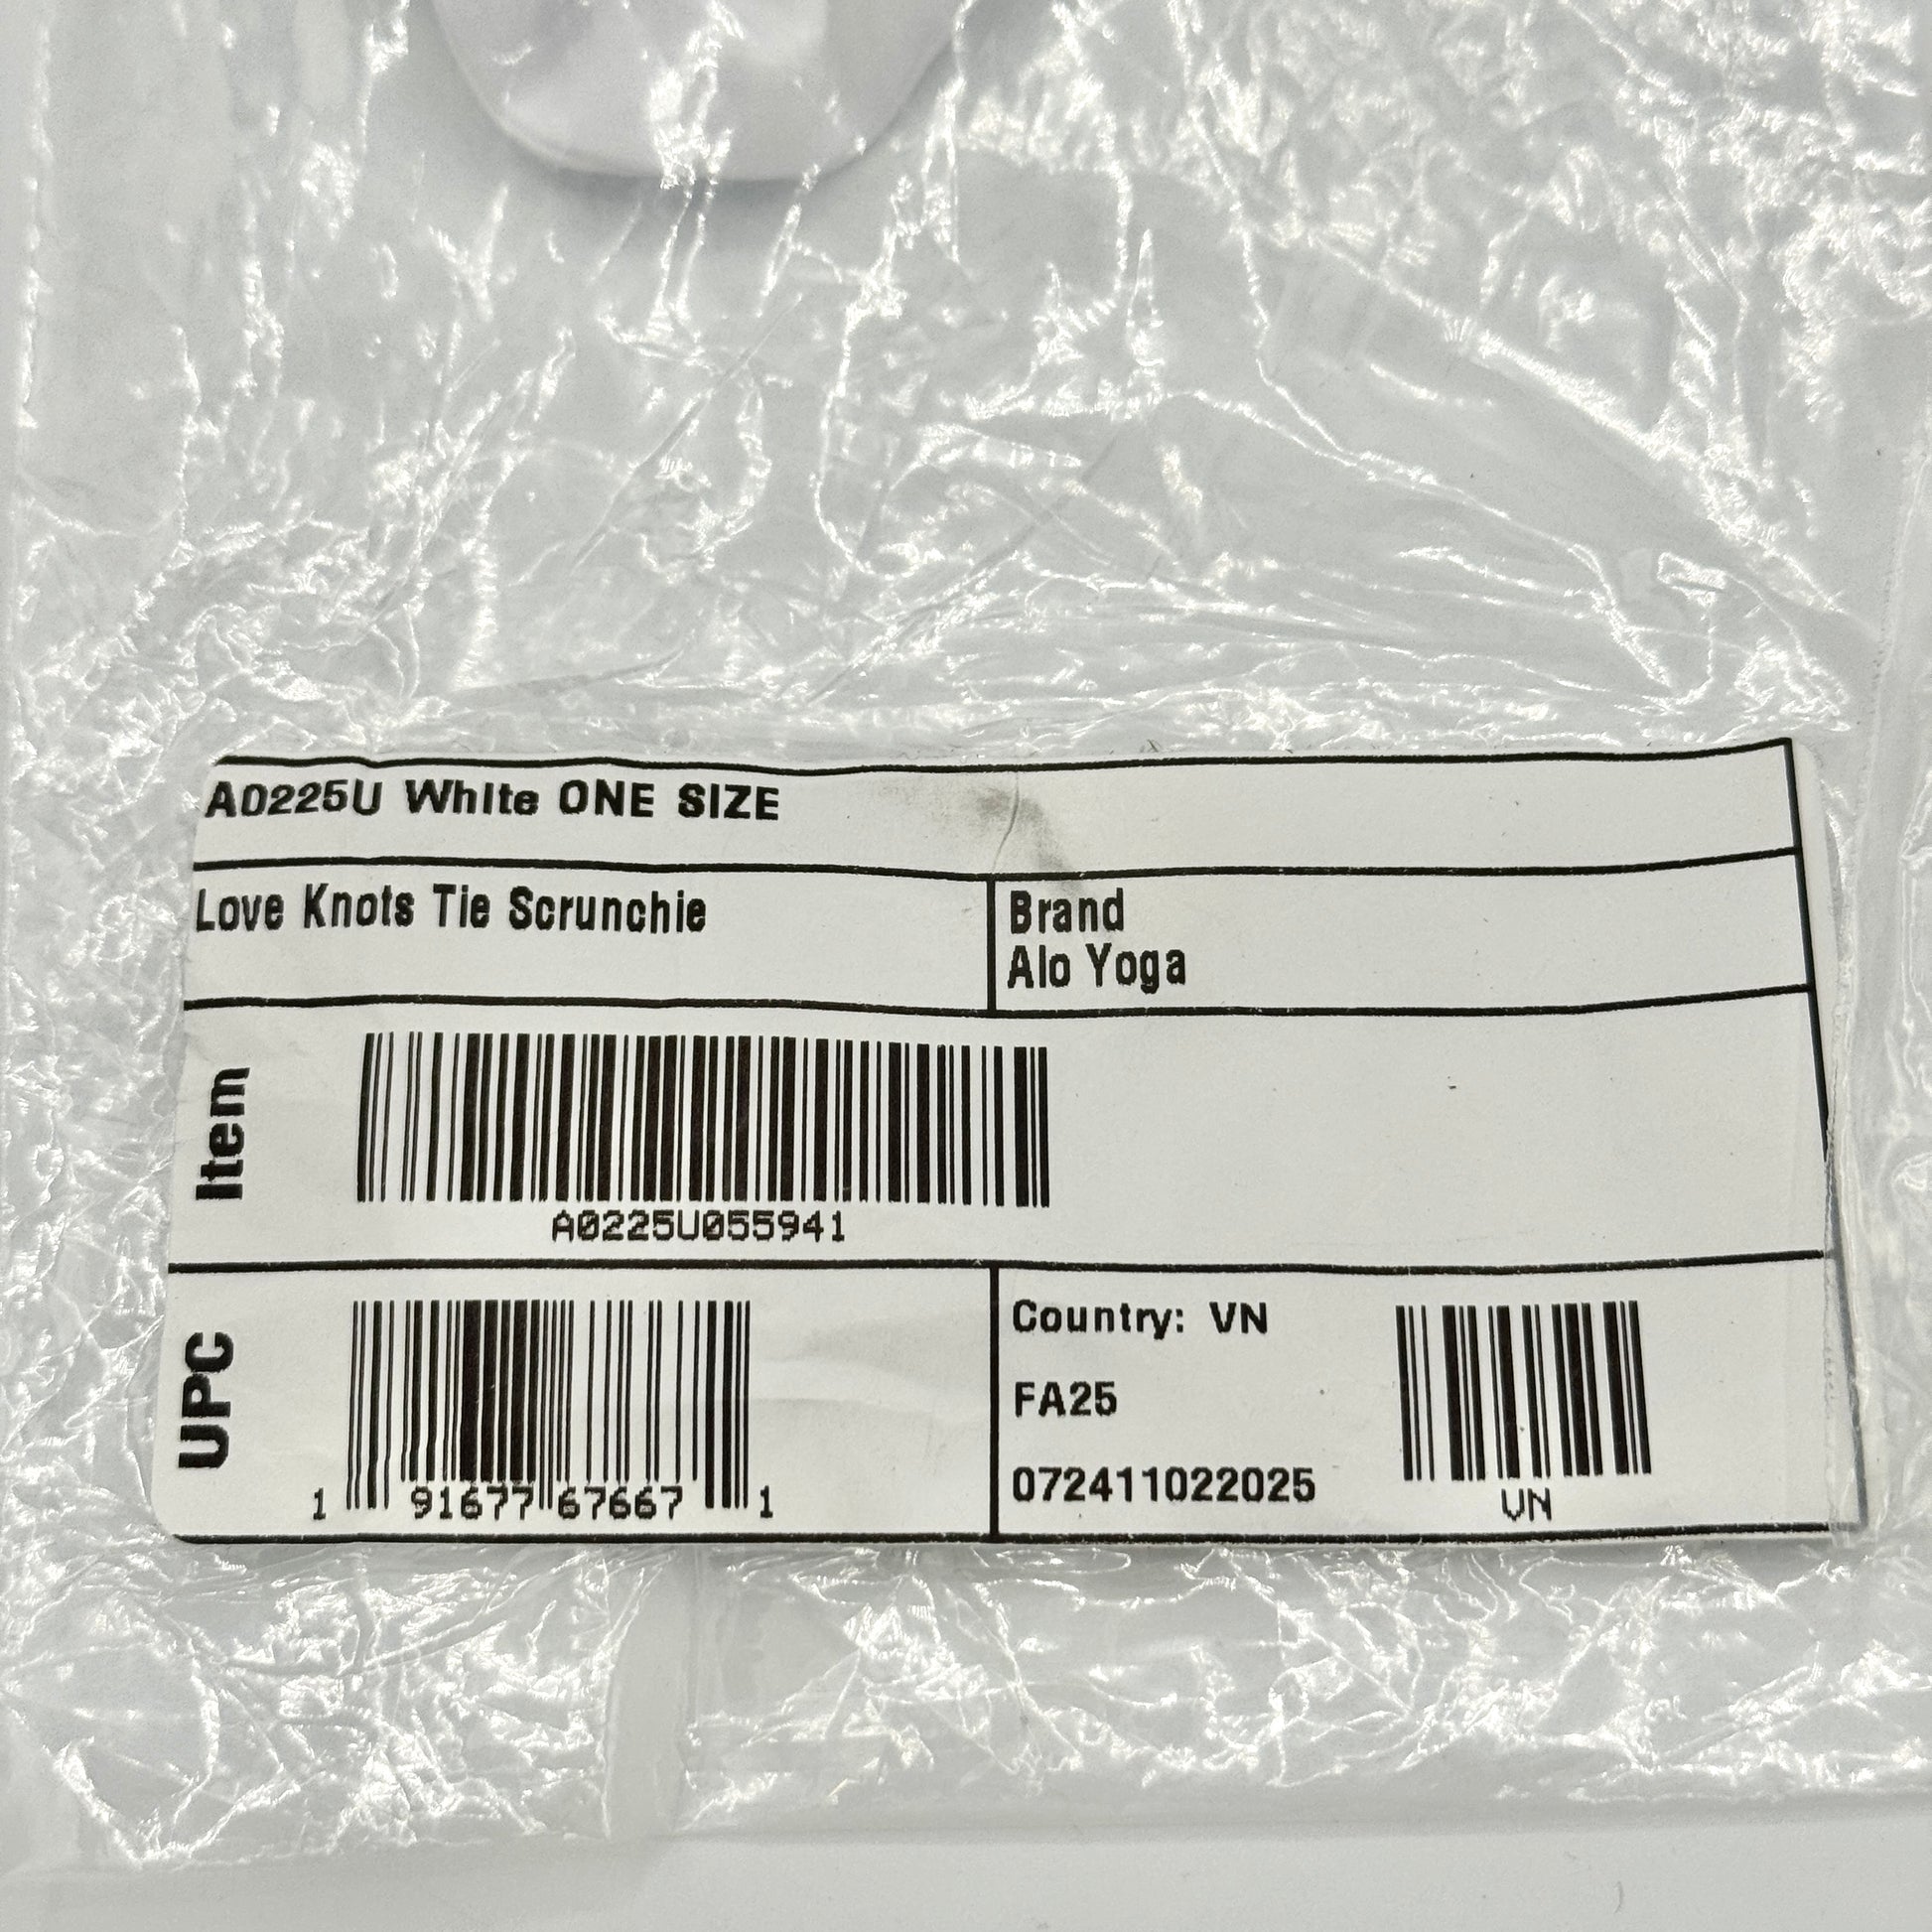 A0225U White ONE SIZE
Love Knots Tie Scrunchie
Brand
Alo Yoga
Item
A0225U055941
UPC
1 91677 67667 1
Country: VN
FA25
072411022025
VN